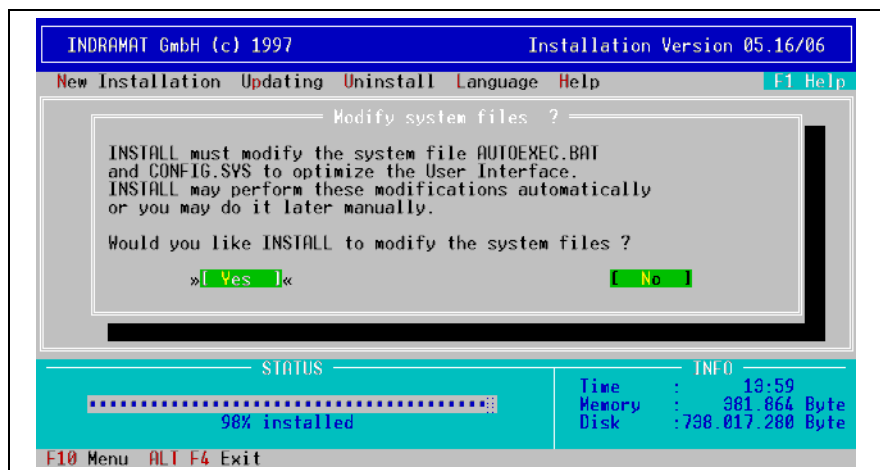 INDRAMAT GmbH (c) 1997 Installation Version 05.16/06
New Installation Updating Uninstall Language Help F1 Help
Modify system files ?
INSTALL must modify the system file AUTOEXEC.BAT
and CONFIG.SYS to optimize the User Interface.
INSTALL may perform these modifications automatically
or you may do it later manually.
Would you like INSTALL to modify the system files ?
»[ Yes ]« [ No ]
STATUS INFO
Time : 13:59
Memory : 381.864 Byte
98% installed Disk :738.017.280 Byte
F10 Menu ALT F4 Exit